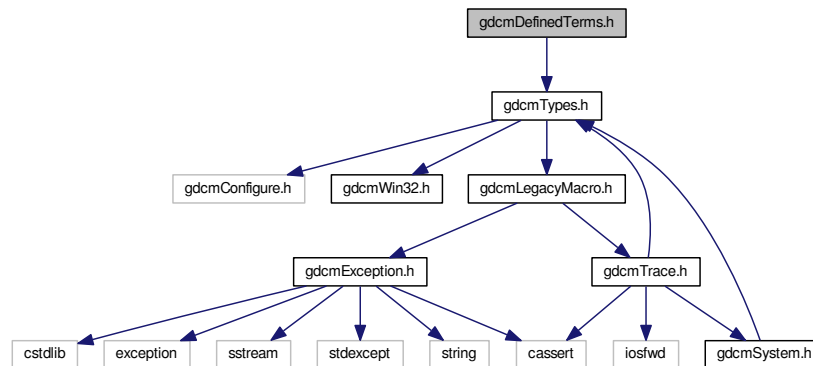 gdcmDefinedTerms.h
gdcmTypes.h
gdcmConfigure.h
gdcmWin32.h
gdcmLegacyMacro.h
gdcmException.h
gdcmTrace.h
cstdlib
exception
sstream
stdexcept
string
cassert
iosfwd
gdcmSystem.h